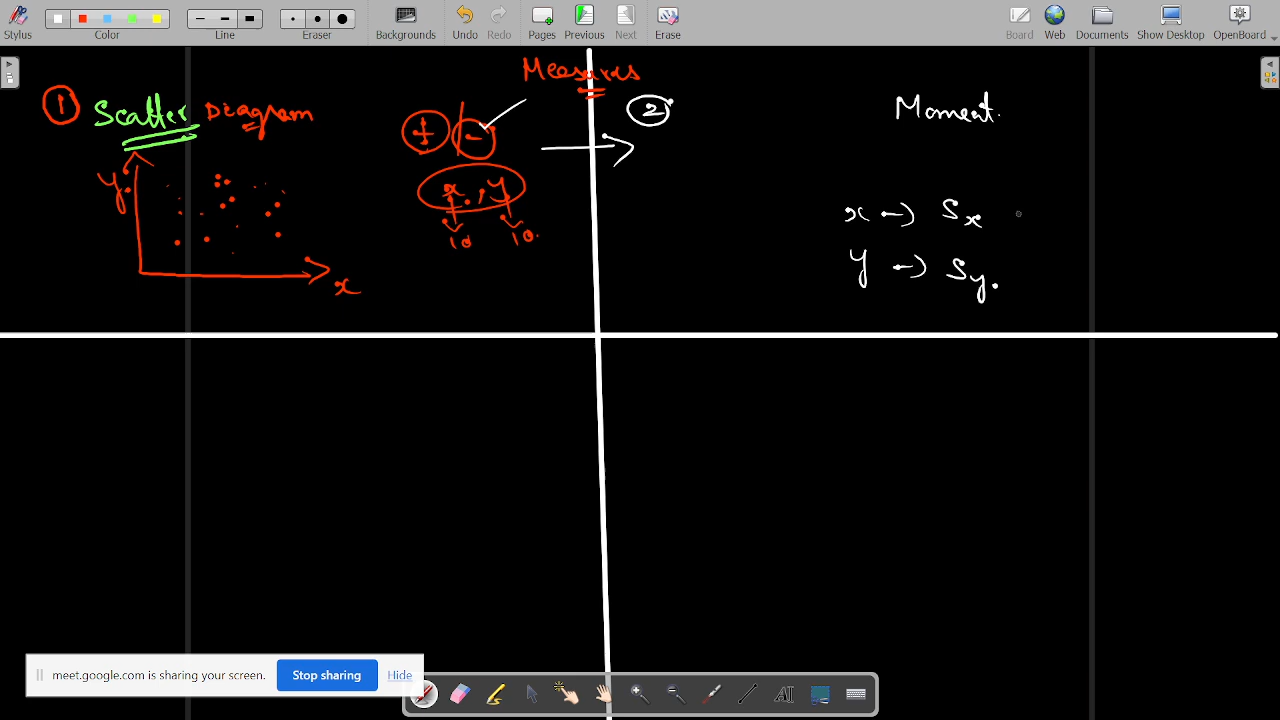 Stylus
Color
Line
Eraser
Backgrounds
Undo
Redo
Pages
Previous
Next
Erase
Board
Web
Documents
Show Desktop
OpenBoard
Measures
① Scatter Diagram
+ | -
x, y
10 10.
y
x
②
Moment.
x → Sx
y → Sy.
meet.google.com is sharing your screen.
Stop sharing
Hide
AI